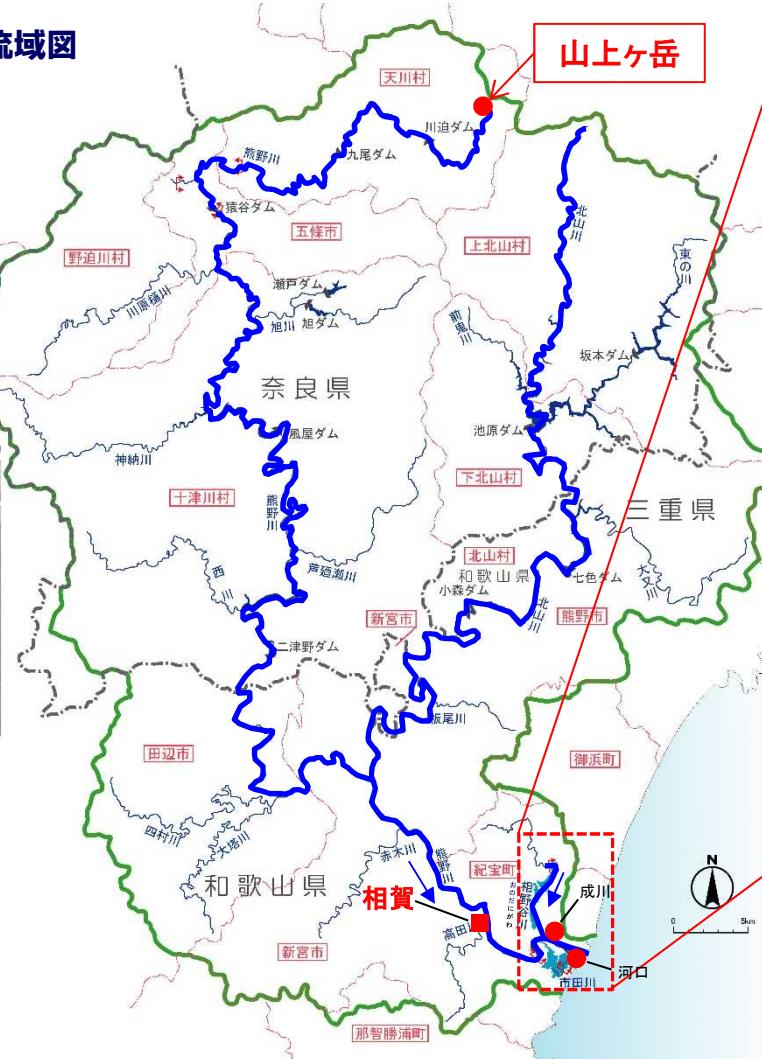 流域図
山上ヶ岳
天川村
川迫ダム
九尾ダム
熊野川
猿谷ダム
五條市
北山川
上北山村
東の川
野迫川村
川原樋川
瀬戸ダム
旭川
旭ダム
前鬼川
坂本ダム
奈良県
池原ダム
風屋ダム
神納川
下北山村
十津川村
熊野川
三重県
北山村
和歌山県
七色ダム
大又川
芦廼瀬川
西川
小森ダム
北山川
熊野市
新宮市
二津野ダム
板尾川
田辺市
御浜町
四村川
大塔川
赤木川
熊野川
紀宝町
相野谷川
おのだにがわ
成川
和歌山県
相賀
高田川
N
0
5km
新宮市
河口
市田川
那智勝浦町